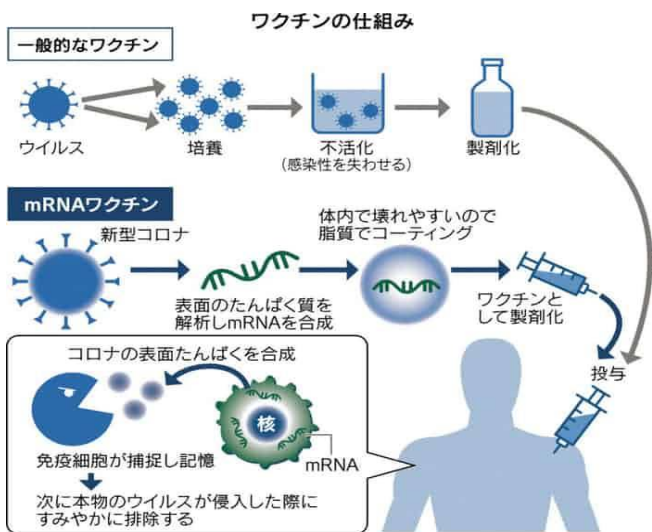 ワクチンの仕組み
一般的なワクチン
ウイルス
培養
不活化
(感染性を失わせる)
製剤化
mRNAワクチン
新型コロナ
表面のたんぱく質を
解析しmRNAを合成
体内で壊れやすいので
脂質でコーティング
ワクチンと
して製剤化
投与
コロナの表面たんぱくを合成
核
mRNA
免疫細胞が捕捉し記憶
次に本物のウイルスが侵入した際に
すみやかに排除する